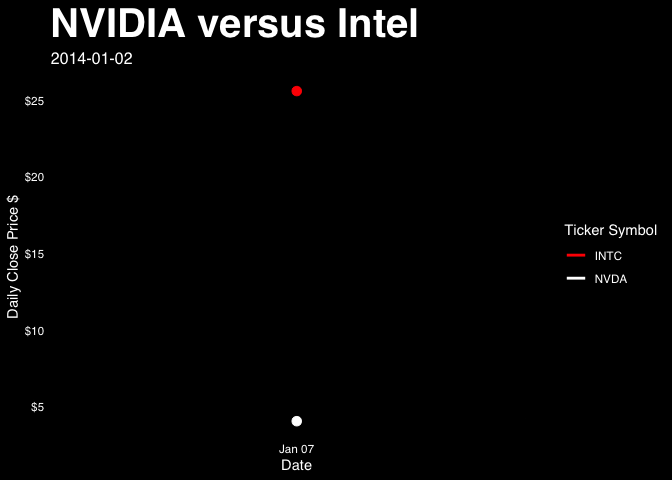 NVIDIA versus Intel
2014-01-02
$25
$20
$15
$10
$5
Daily Close Price $
Jan 07
Date
Ticker Symbol
INTC
NVDA